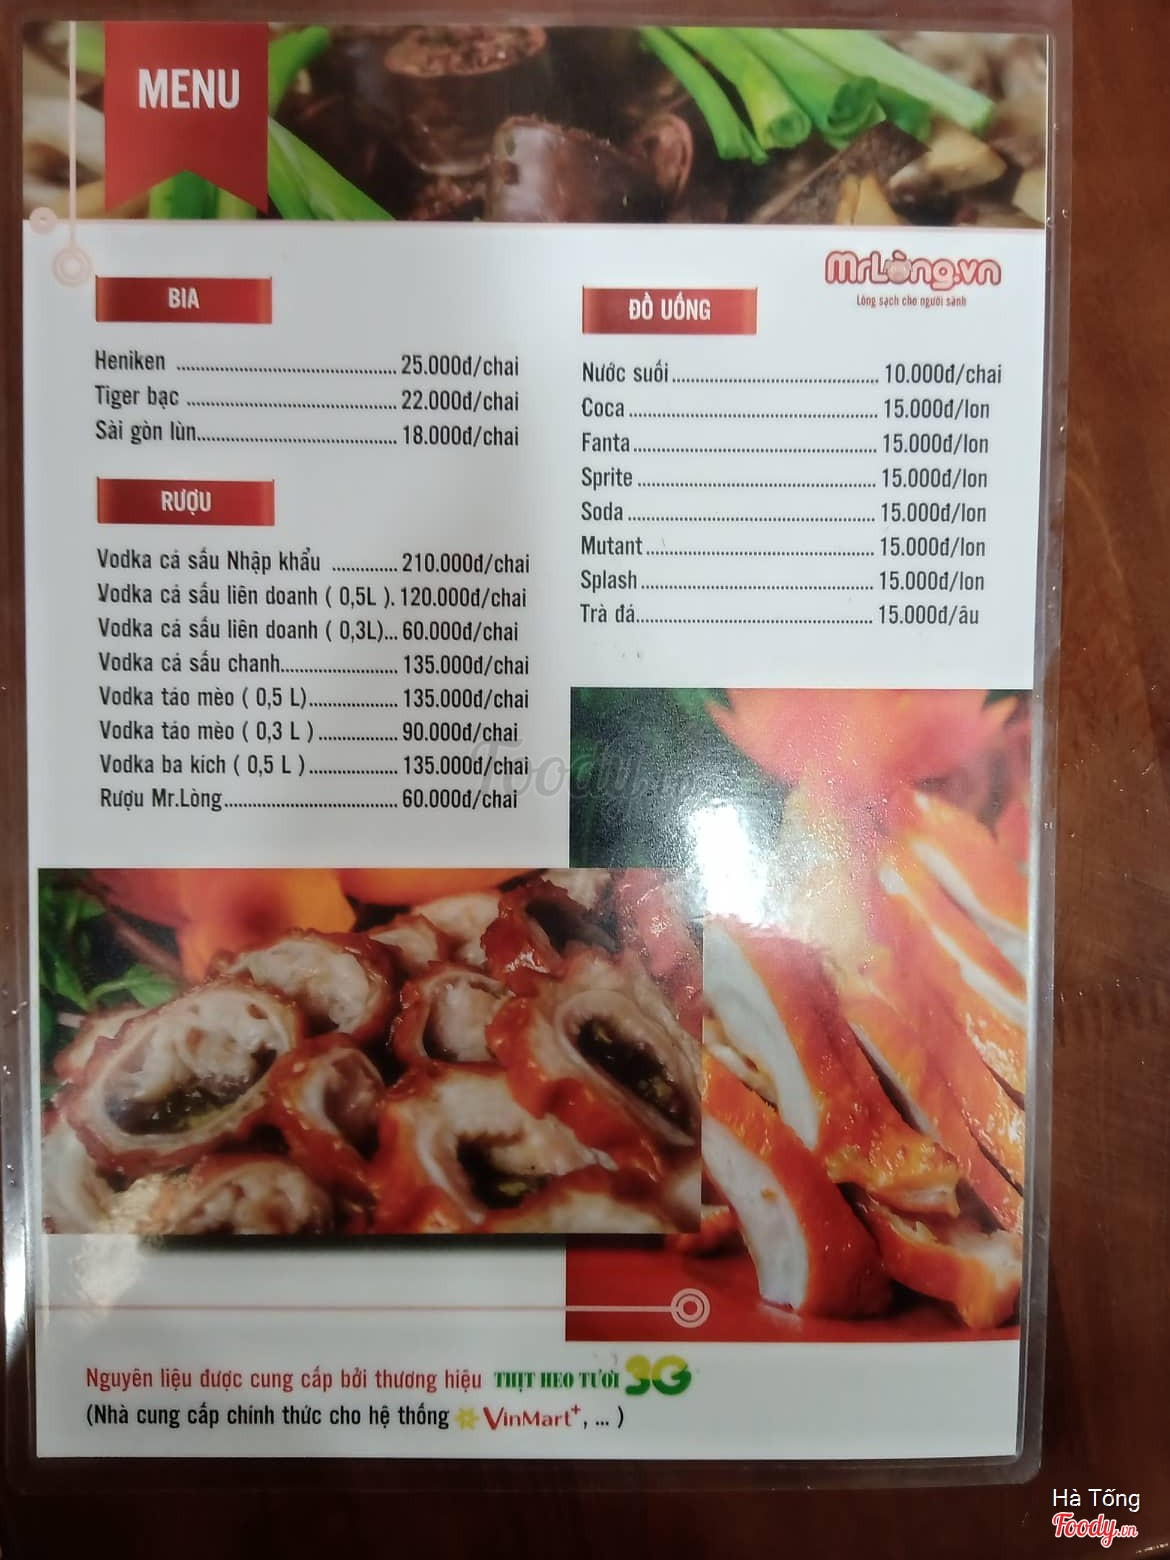 MENU
MrLòng.vn
Lòng sạch cho người sành
BIA
Heniken ........ 25.000đ/chai
Tiger bạc ........ 22.000đ/chai
Sài gòn lùn........ 18.000đ/chai
RƯỢU
Vodka cá sấu Nhập khẩu ........ 210.000đ/chai
Vodka cá sấu liên doanh ( 0,5L ). 120.000đ/chai
Vodka cá sấu liên doanh ( 0,3L)... 60.000đ/chai
Vodka cá sấu chanh........ 135.000đ/chai
Vodka táo mèo ( 0,5 L)........ 135.000đ/chai
Vodka táo mèo ( 0,3 L ) ........ 90.000đ/chai
Vodka ba kích ( 0,5 L )........ 135.000đ/chai
Rượu Mr.Lòng........ 60.000đ/chai
ĐỒ UỐNG
Nước suối........ 10.000đ/chai
Coca........ 15.000đ/lon
Fanta........ 15.000đ/lon
Sprite........ 15.000đ/lon
Soda........ 15.000đ/lon
Mutant........ 15.000đ/lon
Splash........ 15.000đ/lon
Trà đá........ 15.000đ/âu
Foody.vn
Nguyên liệu được cung cấp bởi thương hiệu THỊT HEO TƯƠI 3G
(Nhà cung cấp chính thức cho hệ thống VinMart+, ... )
Hà Tống
Foody.vn